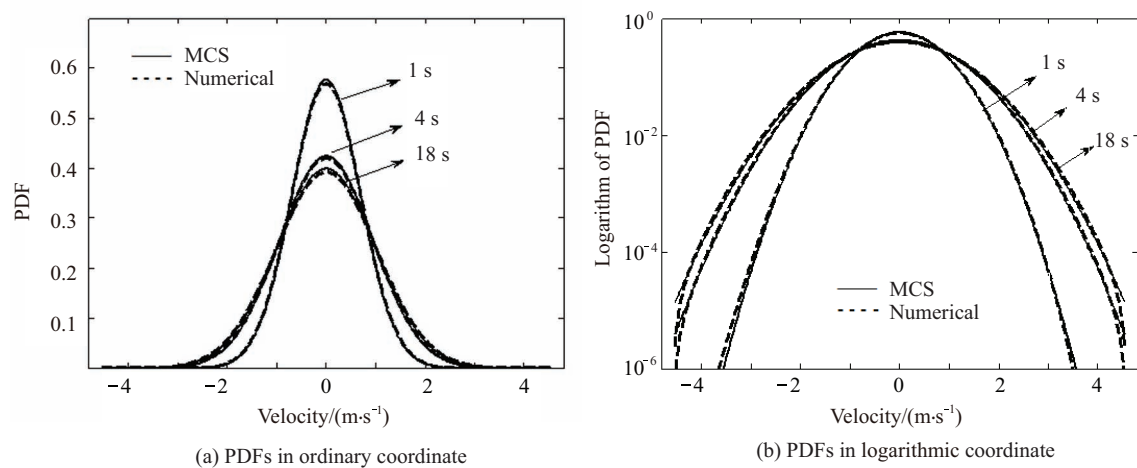 MCS
Numerical
0.6
0.5
0.4
0.3
0.2
0.1
PDF
1 s
4 s
18 s
−4
−2
0
2
4
Velocity/(m·s⁻¹)
(a) PDFs in ordinary coordinate
10⁰
10⁻²
10⁻⁴
10⁻⁶
Logarithm of PDF
1 s
4 s
18 s
MCS
Numerical
−4
−2
0
2
4
Velocity/(m·s⁻¹)
(b) PDFs in logarithmic coordinate